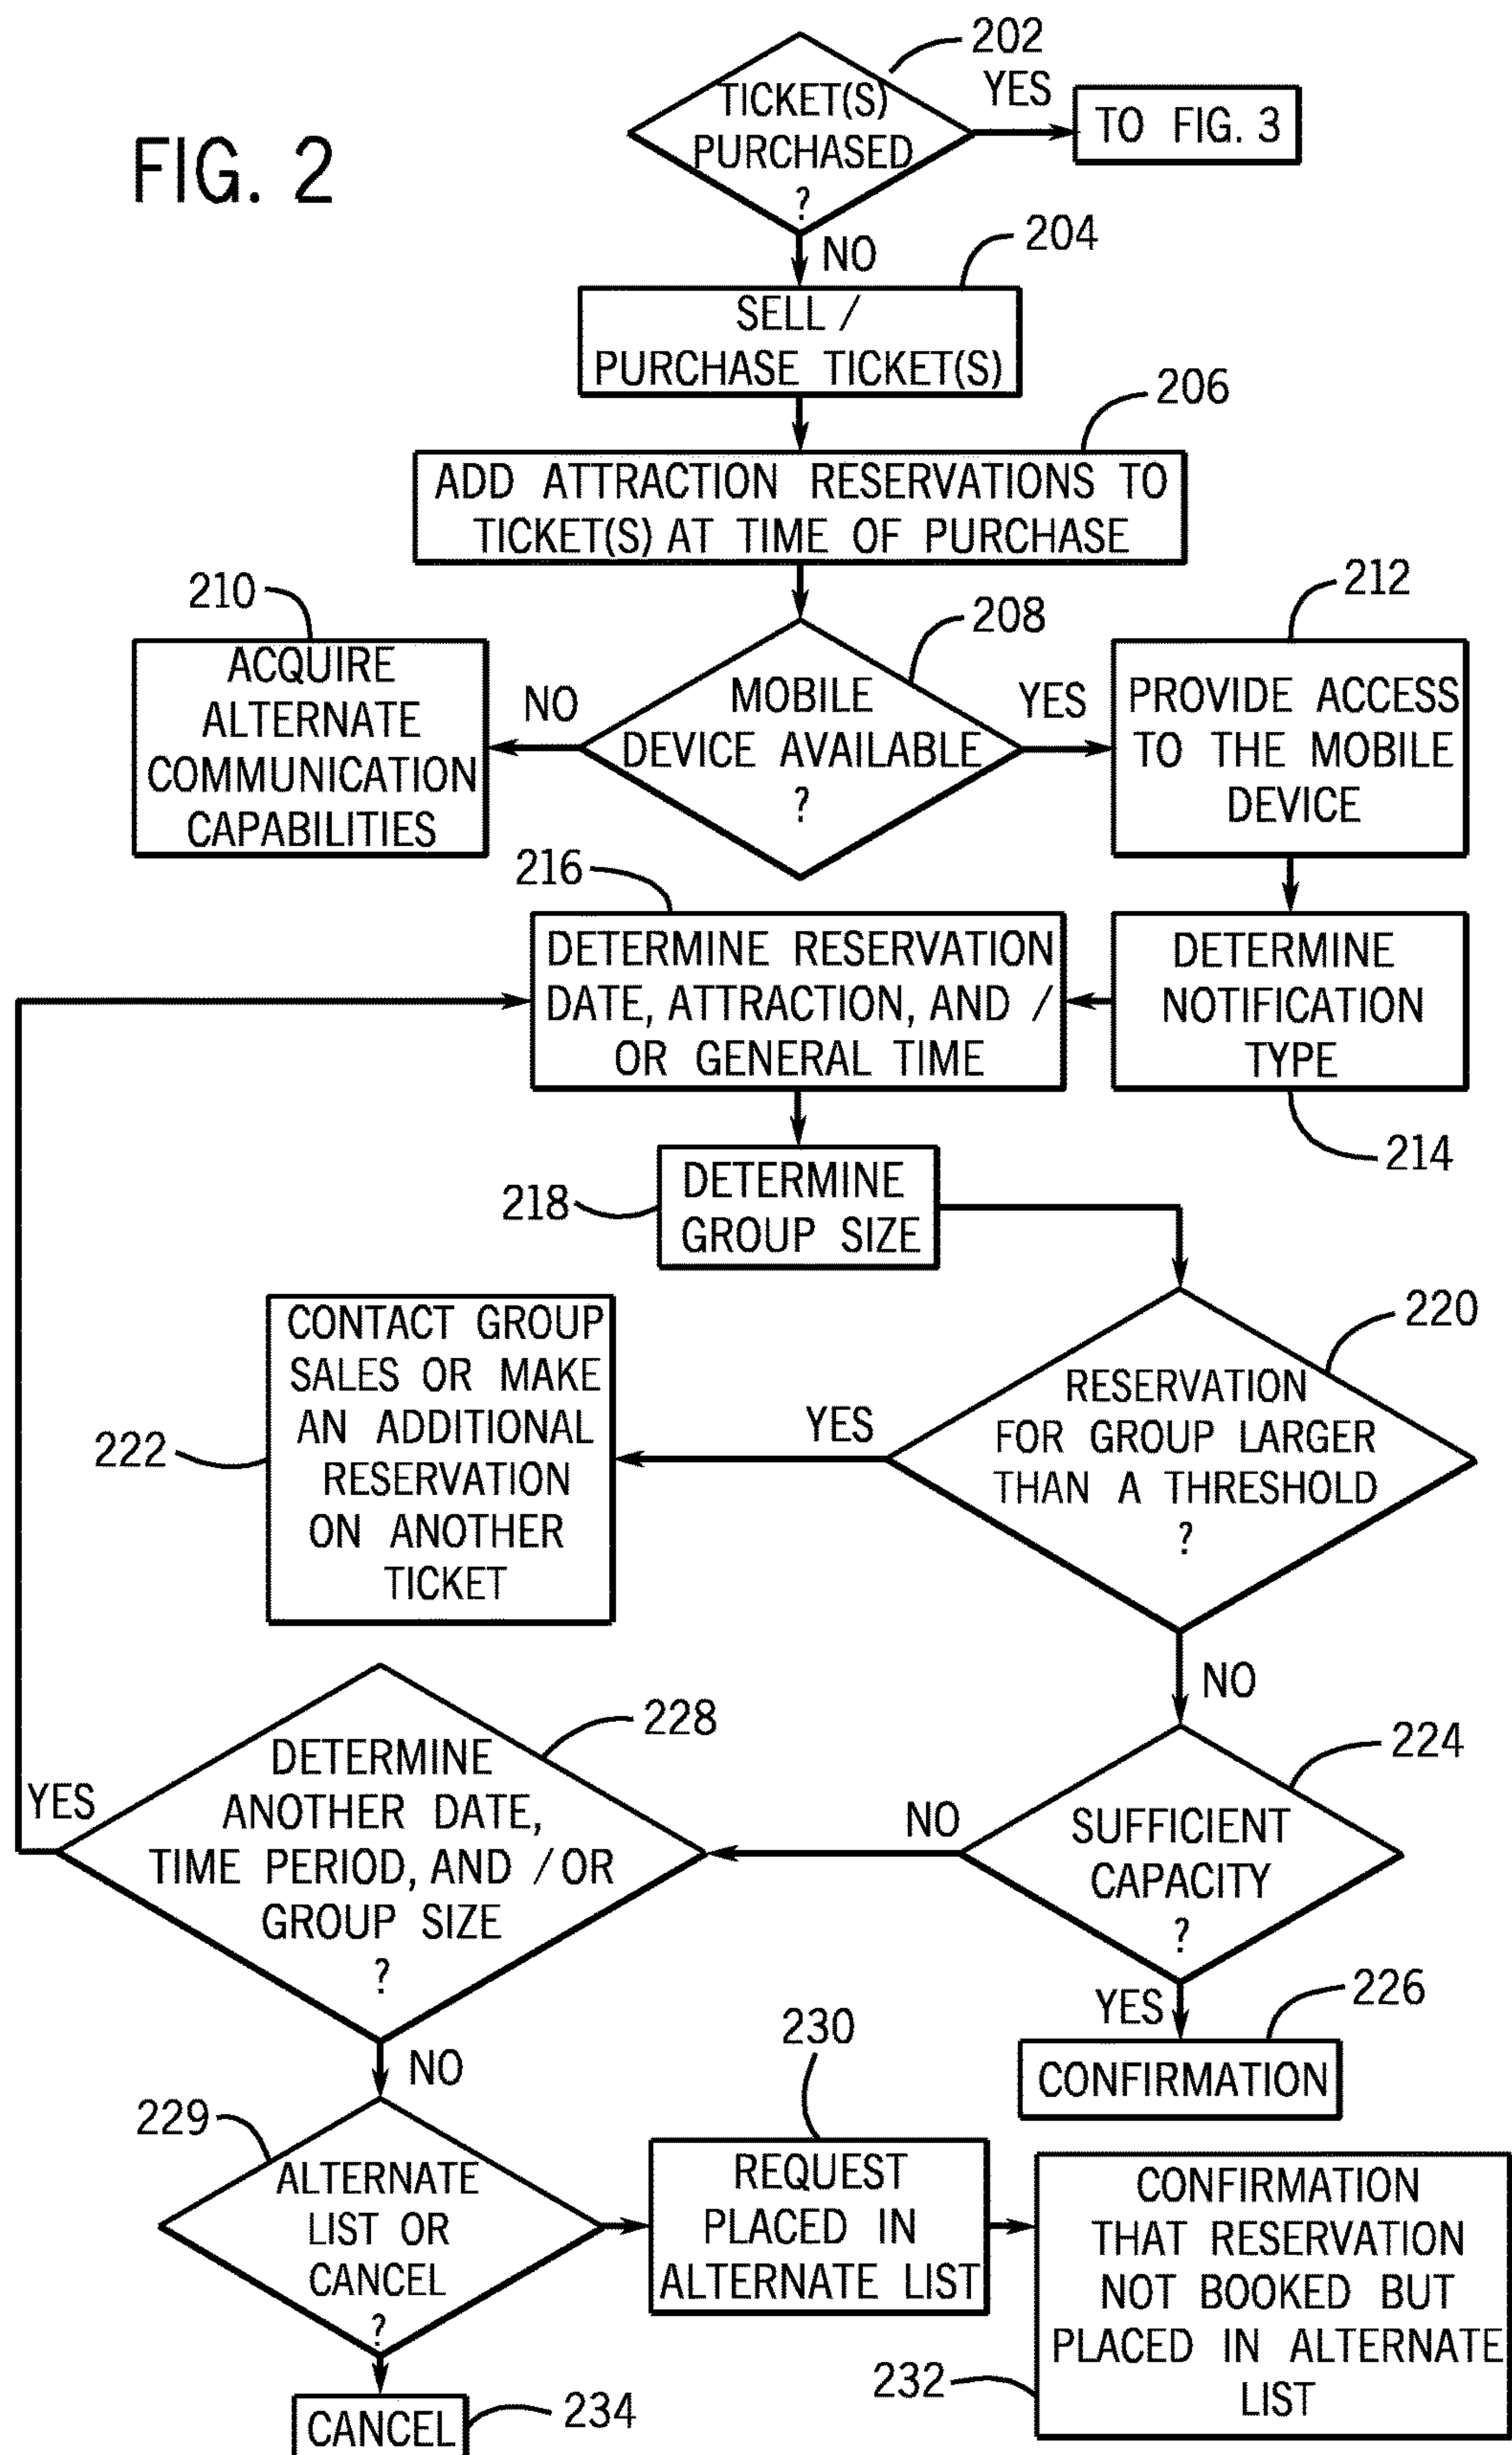 FIG. 2
202
TICKET(S)
PURCHASED
?
YES
TO FIG. 3
NO
204
SELL /
PURCHASE TICKET(S)
206
ADD ATTRACTION RESERVATIONS TO
TICKET(S) AT TIME OF PURCHASE
210
ACQUIRE
ALTERNATE
COMMUNICATION
CAPABILITIES
NO
208
MOBILE
DEVICE AVAILABLE
?
YES
212
PROVIDE ACCESS
TO THE MOBILE
DEVICE
216
DETERMINE RESERVATION
DATE, ATTRACTION, AND /
OR GENERAL TIME
DETERMINE
NOTIFICATION
TYPE
214
218
DETERMINE
GROUP SIZE
220
RESERVATION
FOR GROUP LARGER
THAN A THRESHOLD
?
YES
222
CONTACT GROUP
SALES OR MAKE
AN ADDITIONAL
RESERVATION
ON ANOTHER
TICKET
NO
224
SUFFICIENT
CAPACITY
?
NO
228
DETERMINE
ANOTHER DATE,
TIME PERIOD, AND / OR
GROUP SIZE
?
YES
YES
226
CONFIRMATION
NO
229
ALTERNATE
LIST OR
CANCEL
?
230
REQUEST
PLACED IN
ALTERNATE LIST
CONFIRMATION
THAT RESERVATION
NOT BOOKED BUT
PLACED IN ALTERNATE
LIST
232
CANCEL
234